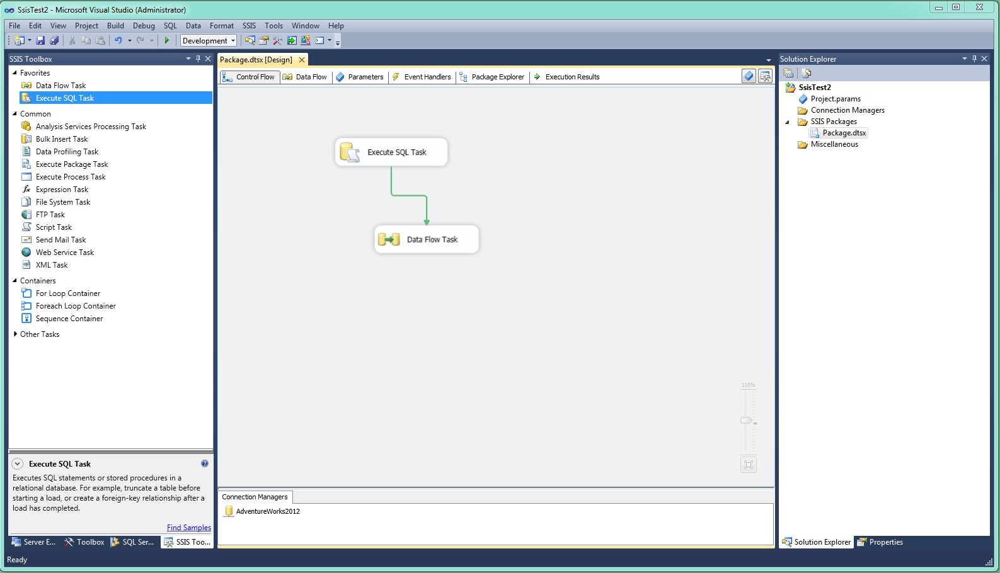 SsisTest2 - Microsoft Visual Studio (Administrator)
File Edit View Project Build Debug SQL Data Format SSIS Tools Window Help
Development
SSIS Toolbox
Favorites
Data Flow Task
Execute SQL Task
Common
Analysis Services Processing Task
Bulk Insert Task
Data Profiling Task
Execute Package Task
Execute Process Task
Expression Task
File System Task
FTP Task
Script Task
Send Mail Task
Web Service Task
XML Task
Containers
For Loop Container
Foreach Loop Container
Sequence Container
Other Tasks
Execute SQL Task
Executes SQL statements or stored procedures in a
relational database. For example, truncate a table before
starting a load, or create a foreign-key relationship after a
load has completed.
Find Samples
Server E... Toolbox SQL Ser... SSIS Too...
Package.dtsx [Design]
Control Flow Data Flow Parameters Event Handlers Package Explorer Execution Results
Execute SQL Task
Data Flow Task
110%
Connection Managers
AdventureWorks2012
Solution Explorer
SsisTest2
Project.params
Connection Managers
SSIS Packages
Package.dtsx
Miscellaneous
Solution Explorer Properties
Ready